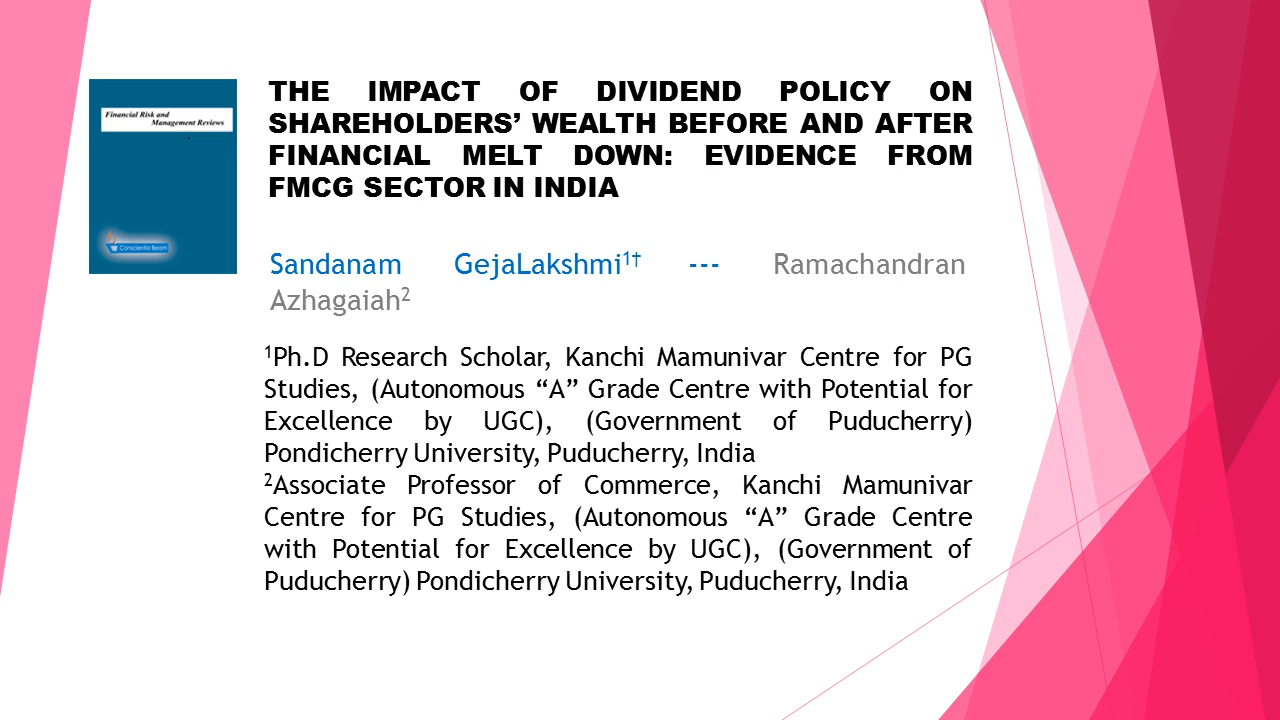 Financial Risk and
Management Reviews
Conscientia Beam
THE IMPACT OF DIVIDEND POLICY ON
SHAREHOLDERS’ WEALTH BEFORE AND AFTER
FINANCIAL MELT DOWN: EVIDENCE FROM
FMCG SECTOR IN INDIA
Sandanam GejaLakshmi¹† --- Ramachandran
Azhagaiah²
¹Ph.D Research Scholar, Kanchi Mamunivar Centre for PG
Studies, (Autonomous “A” Grade Centre with Potential for
Excellence by UGC), (Government of Puducherry)
Pondicherry University, Puducherry, India
²Associate Professor of Commerce, Kanchi Mamunivar
Centre for PG Studies, (Autonomous “A” Grade Centre
with Potential for Excellence by UGC), (Government of
Puducherry) Pondicherry University, Puducherry, India